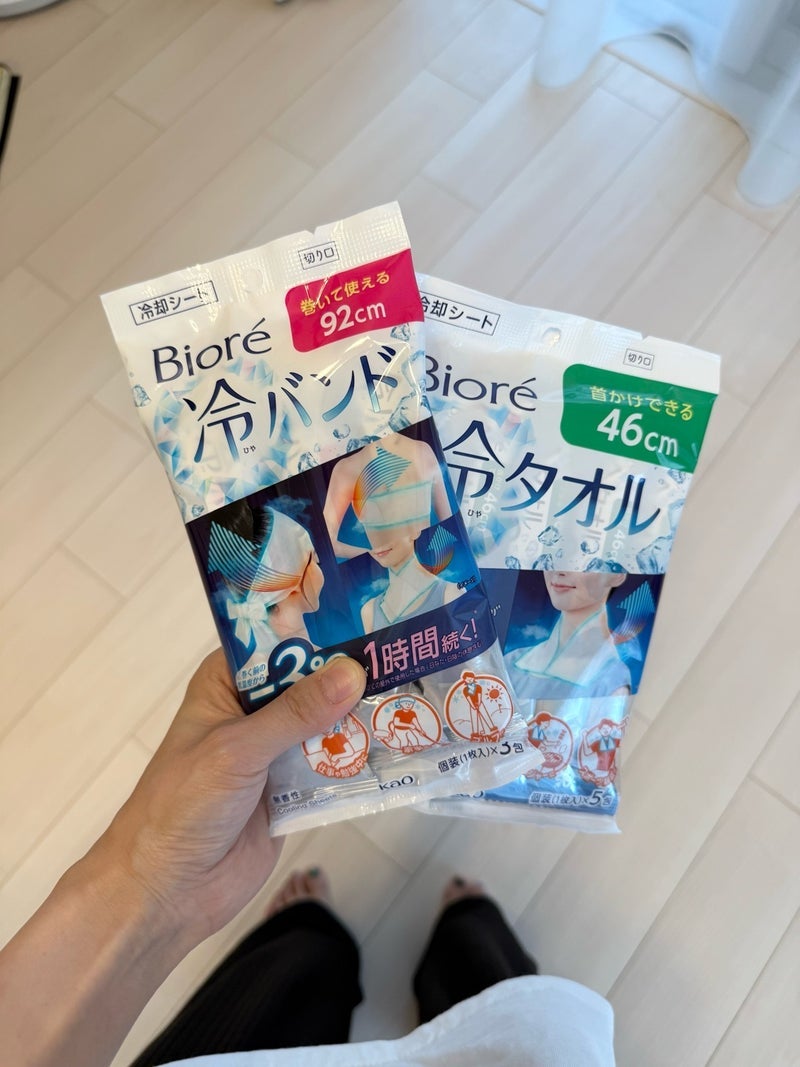 冷却シート
切り口
巻いて使える
92cm
Bioré
冷バンド
ひや
1時間続く!
個装(1枚入)×5包
無香性
Cooling Sheets
Kao
冷却シート
切り口
首かけできる
46cm
Bioré
冷タオル
ひや
個装(1枚入)×5包